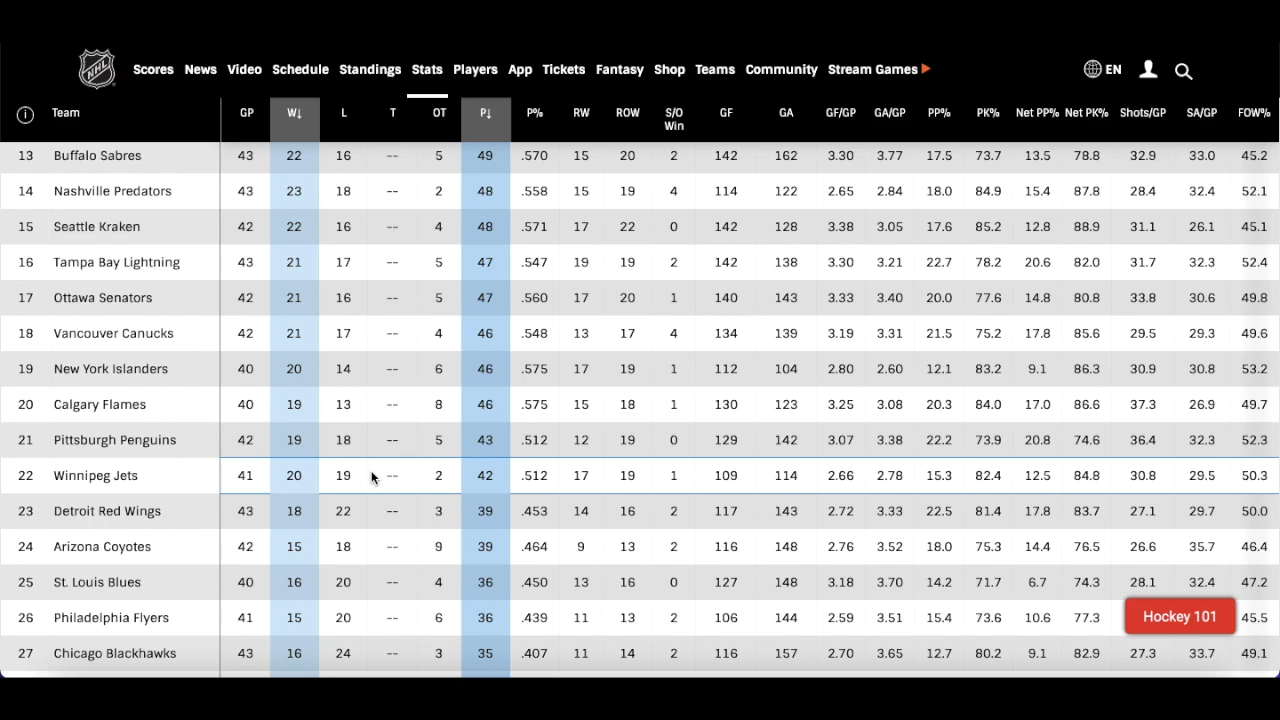 NHL Scores News Video Schedule Standings Stats Players App Tickets Fantasy Shop Teams Community Stream Games EN
i Team GP W↓ L T OT P↓ P% RW ROW S/O Win GF GA GF/GP GA/GP PP% PK% Net PP% Net PK% Shots/GP SA/GP FOW%
13 Buffalo Sabres 43 22 16 -- 5 49 .570 15 20 2 142 162 3.30 3.77 17.5 73.7 13.5 78.8 32.9 33.0 45.2
14 Nashville Predators 43 23 18 -- 2 48 .558 15 19 4 114 122 2.65 2.84 18.0 84.9 15.4 87.8 28.4 32.4 52.1
15 Seattle Kraken 42 22 16 -- 4 48 .571 17 22 0 142 128 3.38 3.05 17.6 85.2 12.8 88.9 31.1 26.1 45.1
16 Tampa Bay Lightning 43 21 17 -- 5 47 .547 19 19 2 142 138 3.30 3.21 22.7 78.2 20.6 82.0 31.7 32.3 52.4
17 Ottawa Senators 42 21 16 -- 5 47 .560 17 20 1 140 143 3.33 3.40 20.0 77.6 14.8 80.8 33.8 30.6 49.8
18 Vancouver Canucks 42 21 17 -- 4 46 .548 13 17 4 134 139 3.19 3.31 21.5 75.2 17.8 85.6 29.5 29.3 49.6
19 New York Islanders 40 20 14 -- 6 46 .575 17 19 1 112 104 2.80 2.60 12.1 83.2 9.1 86.3 30.9 30.8 53.2
20 Calgary Flames 40 19 13 -- 8 46 .575 15 18 1 130 123 3.25 3.08 20.3 84.0 17.0 86.6 37.3 26.9 49.7
21 Pittsburgh Penguins 42 19 18 -- 5 43 .512 12 19 0 129 142 3.07 3.38 22.2 73.9 20.8 74.6 36.4 32.3 52.3
22 Winnipeg Jets 41 20 19 -- 2 42 .512 17 19 1 109 114 2.66 2.78 15.3 82.4 12.5 84.8 30.8 29.5 50.3
23 Detroit Red Wings 43 18 22 -- 3 39 .453 14 16 2 117 143 2.72 3.33 22.5 81.4 17.8 83.7 27.1 29.7 50.0
24 Arizona Coyotes 42 15 18 -- 9 39 .464 9 13 2 116 148 2.76 3.52 18.0 75.3 14.4 76.5 26.6 35.7 46.4
25 St. Louis Blues 40 16 20 -- 4 36 .450 13 16 0 127 148 3.18 3.70 14.2 71.7 6.7 74.3 28.1 32.4 47.2
26 Philadelphia Flyers 41 15 20 -- 6 36 .439 11 13 2 106 144 2.59 3.51 15.4 73.6 10.6 77.3 Hockey 101 45.5
27 Chicago Blackhawks 43 16 24 -- 3 35 .407 11 14 2 116 157 2.70 3.65 12.7 80.2 9.1 82.9 27.3 33.7 49.1